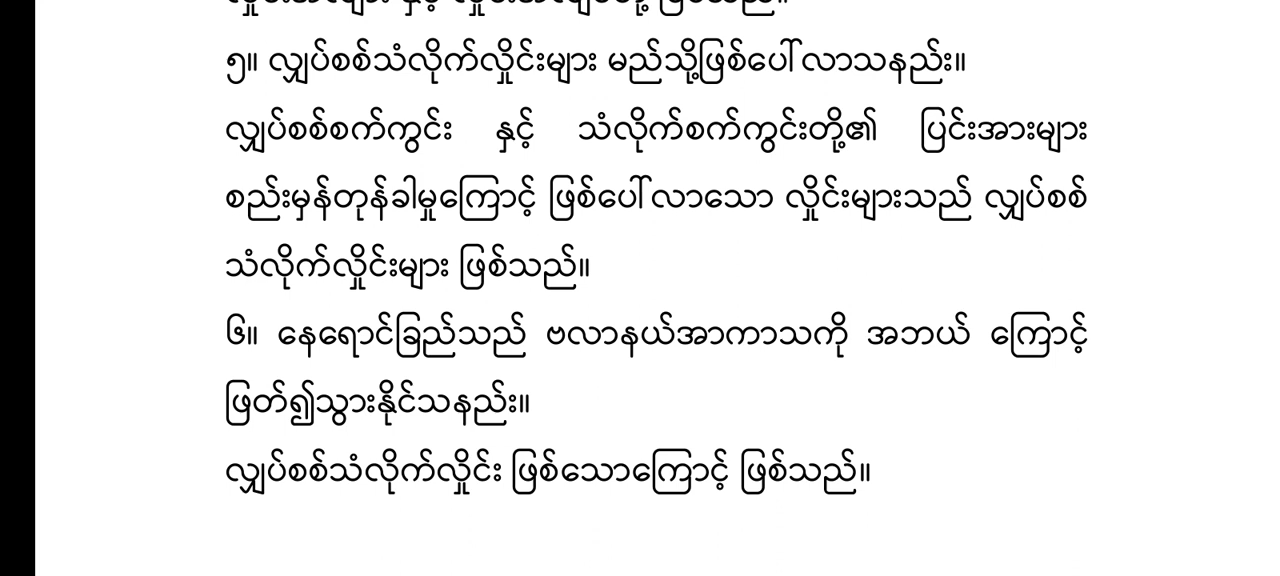 ၅။ လျှပ်စစ်သံလိုက်လှိုင်းများ မည်သို့ဖြစ်ပေါ်လာသနည်း။
လျှပ်စစ်စက်ကွင်း နှင့် သံလိုက်စက်ကွင်းတို့၏ ပြင်းအားများ
စည်းမှန်တုန်ခါမှုကြောင့် ဖြစ်ပေါ်လာသော လှိုင်းများသည် လျှပ်စစ်
သံလိုက်လှိုင်းများ ဖြစ်သည်။
၆။ နေရောင်ခြည်သည် ဗလာနယ်အာကာသကို အဘယ် ကြောင့်
ဖြတ်၍သွားနိုင်သနည်း။
လျှပ်စစ်သံလိုက်လှိုင်း ဖြစ်သောကြောင့် ဖြစ်သည်။